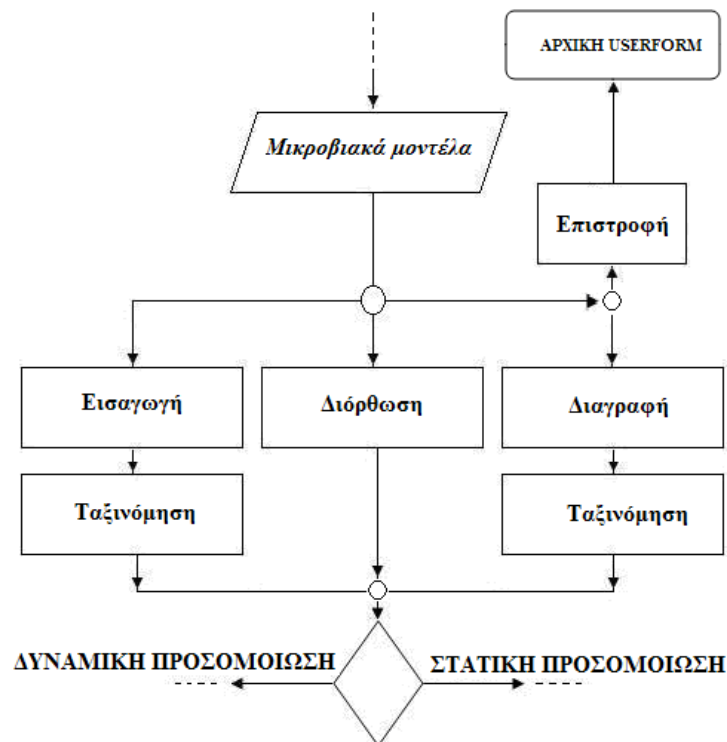 ΑΡΧΙΚΗ USERFORM
Μικροβιακά μοντέλα
Επιστροφή
Εισαγωγή
Διόρθωση
Διαγραφή
Ταξινόμηση
Ταξινόμηση
ΔΥΝΑΜΙΚΗ ΠΡΟΣΟΜΟΙΩΣΗ
ΣΤΑΤΙΚΗ ΠΡΟΣΟΜΟΙΩΣΗ